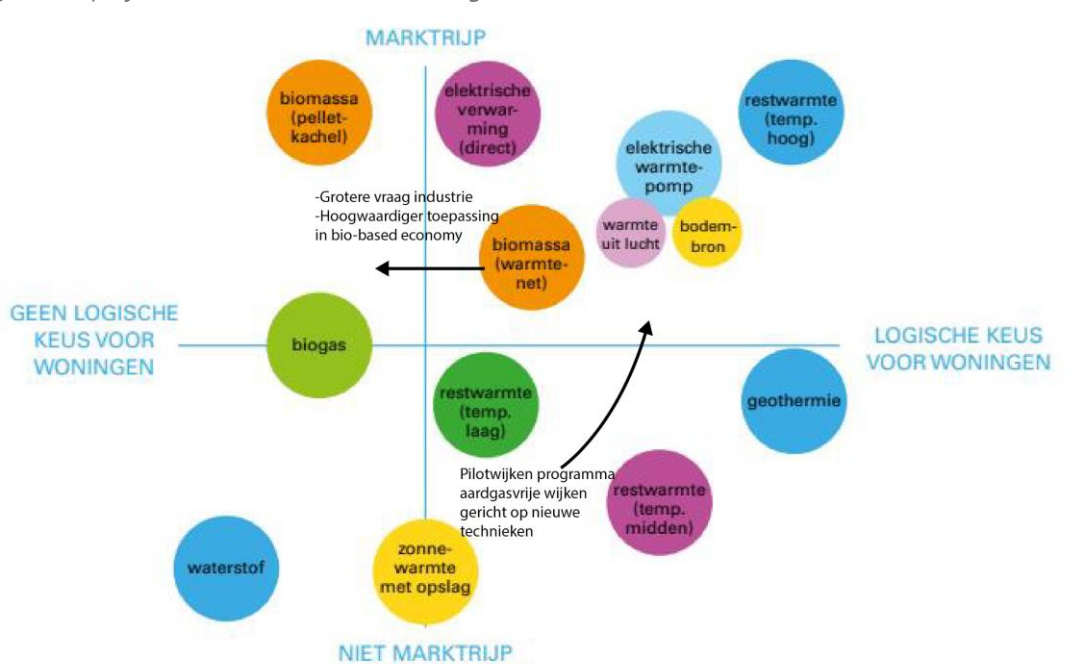 MARKTRIJP
biomassa
(pellet-
kachel)
elektrische
verwar-
ming
(direct)
restwarmte
(temp.
hoog)
elektrische
warmte-
pomp
-Grotere vraag industrie
-Hoogwaardiger toepassing
in bio-based economy
warmte
uit lucht
bodem-
bron
biomassa
(warmte-
net)
GEEN LOGISCHE
KEUS VOOR
WONINGEN
biogas
LOGISCHE KEUS
VOOR WONINGEN
restwarmte
(temp.
laag)
geothermie
Pilotwijken programma
aardgasvrije wijken
gericht op nieuwe
technieken
restwarmte
(temp.
midden)
waterstof
zonne-
warmte
met opslag
NIET MARKTRIJP